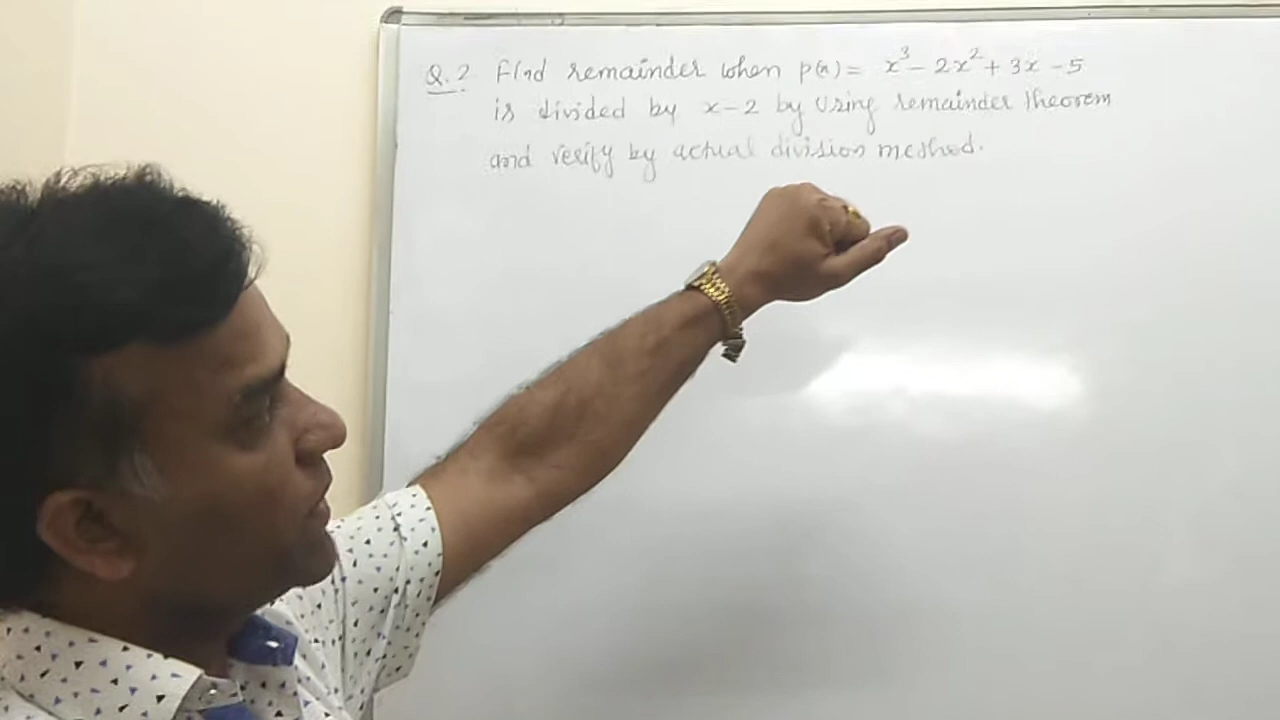 Q.2 Find remainder when p(x) = x³ - 2x² + 3x - 5
is divided by x-2 by using remainder theorem
and verify by actual division method.